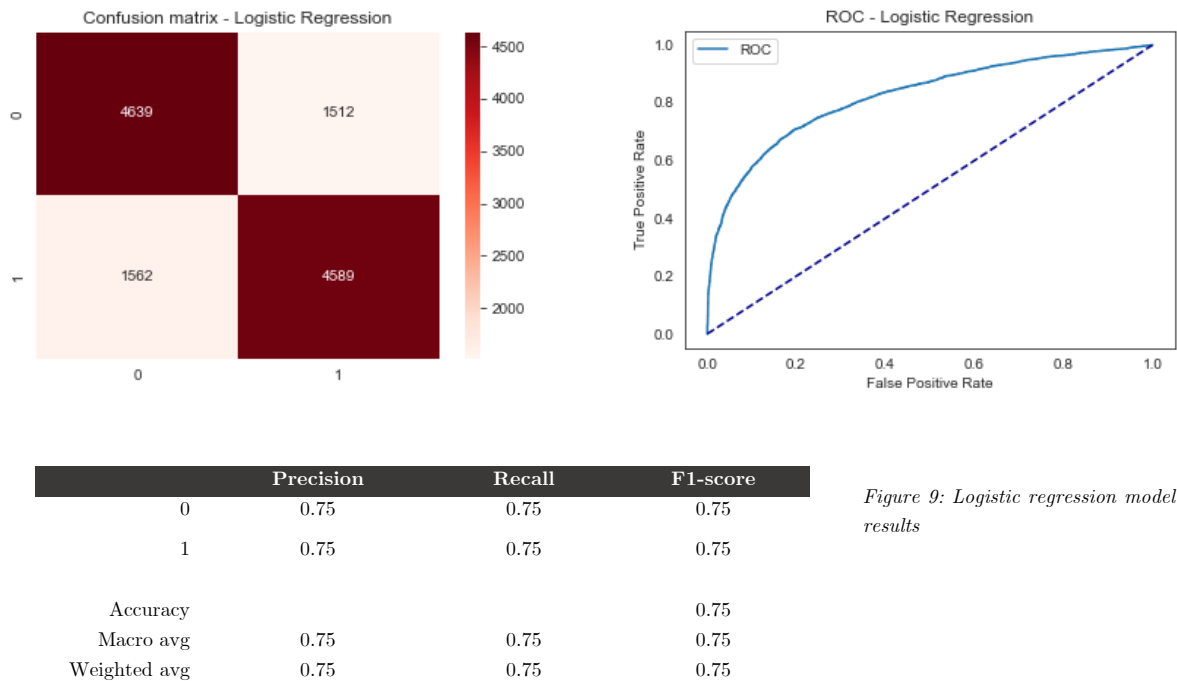 Confusion matrix - Logistic Regression
0
4639
1512
1
1562
4589
0
1
4500
4000
3500
3000
2500
2000
ROC - Logistic Regression
ROC
1.0
0.8
0.6
0.4
0.2
0.0
True Positive Rate
0.0
0.2
0.4
0.6
0.8
1.0
False Positive Rate
Precision Recall F1-score
0 0.75 0.75 0.75
1 0.75 0.75 0.75
Accuracy 0.75
Macro avg 0.75 0.75 0.75
Weighted avg 0.75 0.75 0.75
Figure 9: Logistic regression model
results